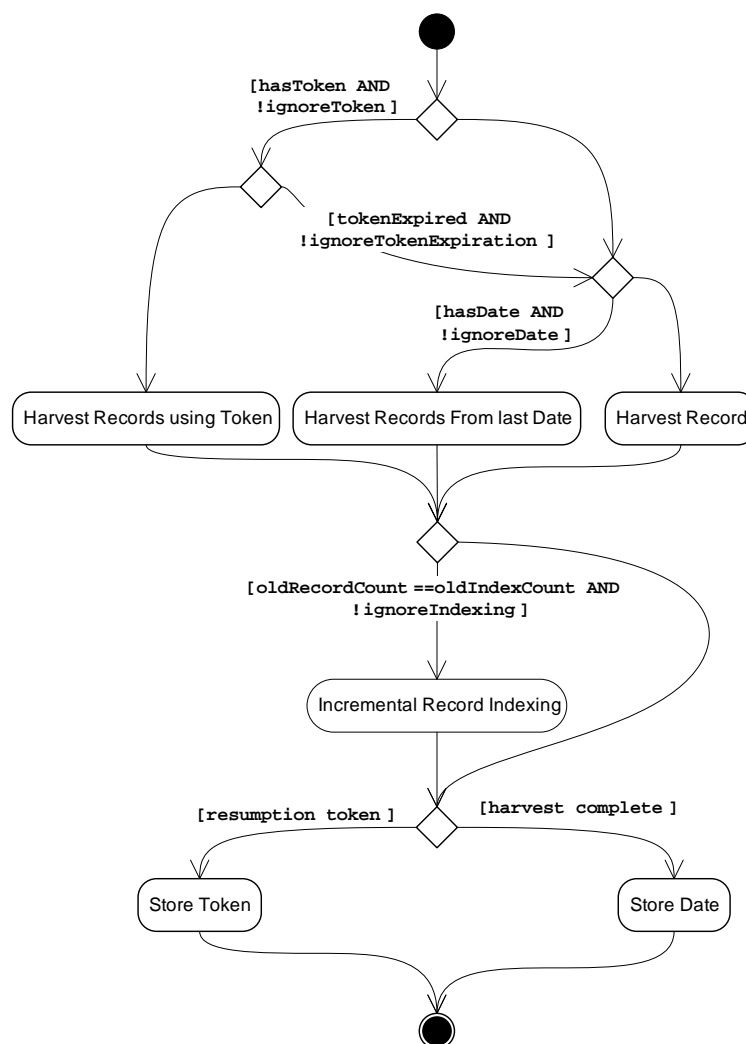 [hasToken AND
!ignoreToken ]
[tokenExpired AND
!ignoreTokenExpiration ]
[hasDate AND
!ignoreDate ]
Harvest Records using Token
Harvest Records From last Date
Harvest Record
[oldRecordCount ==oldIndexCount AND
!ignoreIndexing ]
Incremental Record Indexing
[resumption token ]
[harvest complete ]
Store Token
Store Date